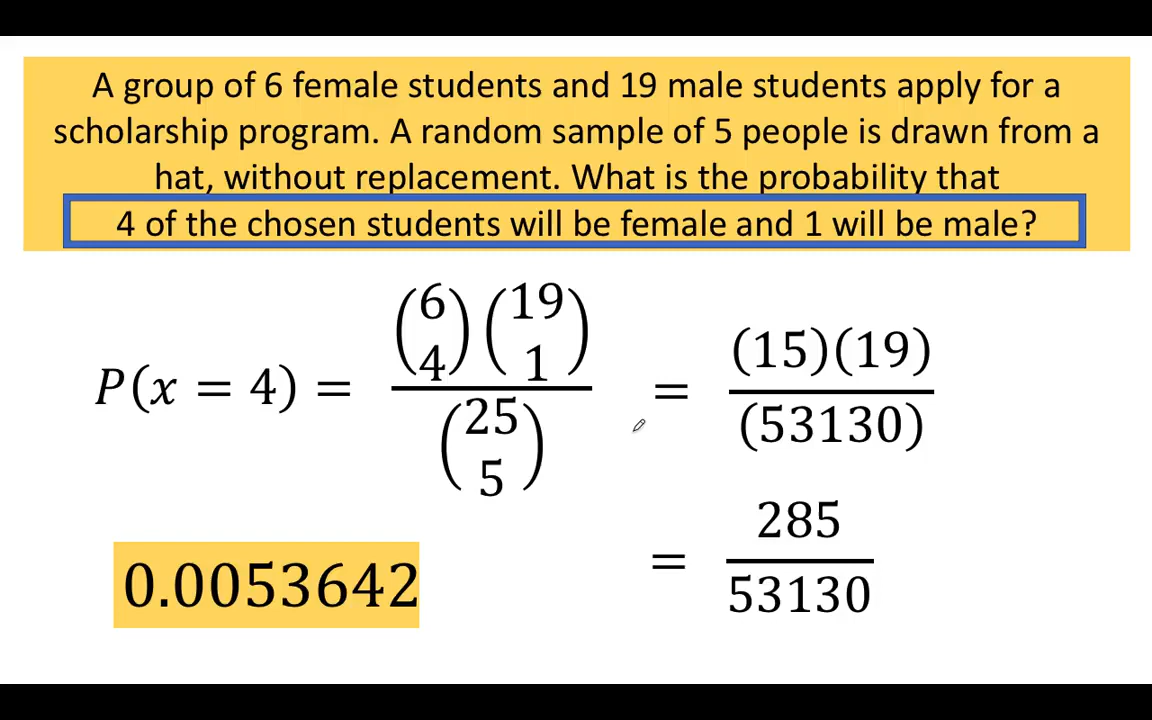 A group of 6 female students and 19 male students apply for a
scholarship program. A random sample of 5 people is drawn from a
hat, without replacement. What is the probability that
4 of the chosen students will be female and 1 will be male?
P(x = 4) = (6 4)(19 1) / (25 5) = (15)(19) / (53130)
= 285 / 53130
0.0053642